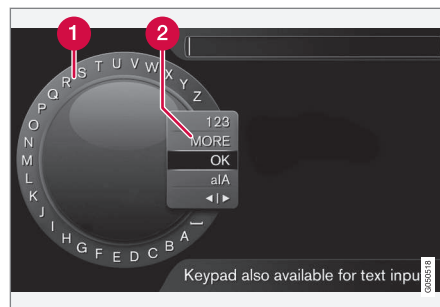 1
2
A B C D E F G H I J K L M N O P Q R S T U V W X Y Z
123
MORE
OK
a|A
◄|►
Keypad also available for text input
G050518